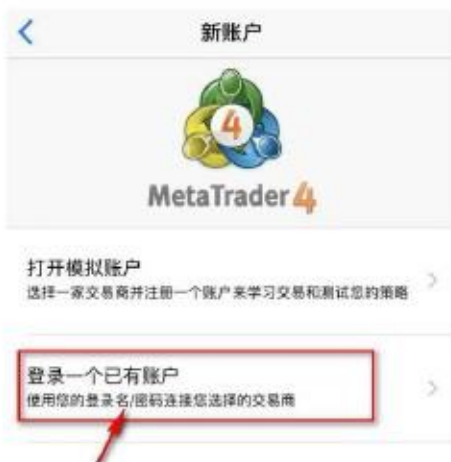 新账户
4
MetaTrader 4
打开模拟账户
选择一家交易商并注册一个账户来学习交易和测试您的策略
登录一个已有账户
使用您的登录名/密码连接您选择的交易商